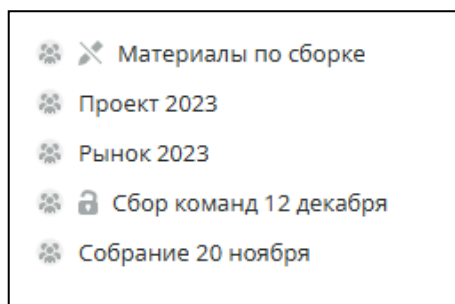 Материалы по сборке
Проект 2023
Рынок 2023
Сбор команд 12 декабря
Собрание 20 ноября